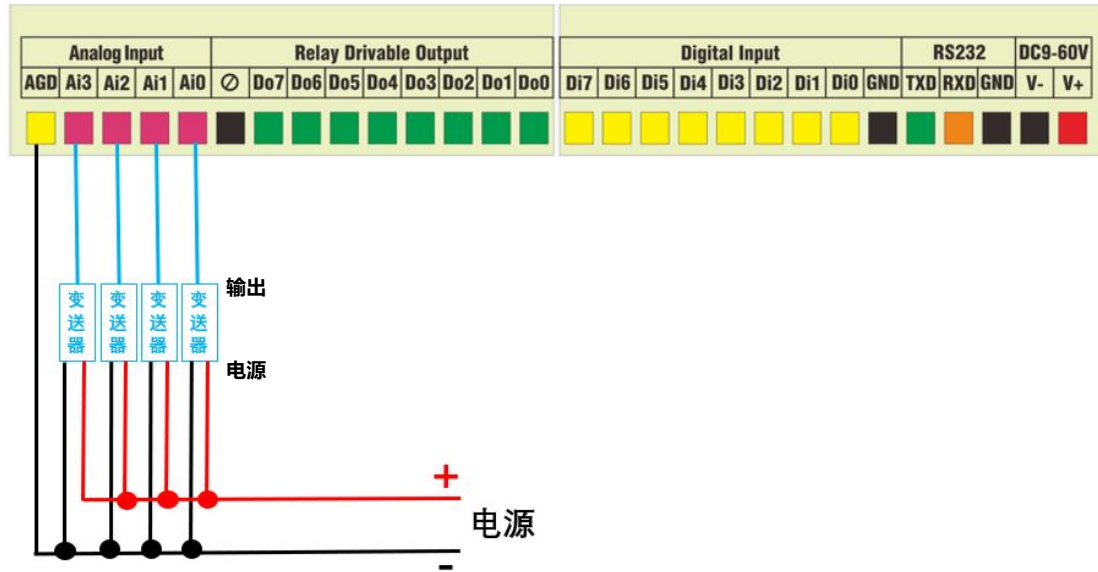 Analog Input Relay Drivable Output Digital Input RS232 DC9-60V
AGD Ai3 Ai2 Ai1 Ai0 ⊘ Do7 Do6 Do5 Do4 Do3 Do2 Do1 Do0 Di7 Di6 Di5 Di4 Di3 Di2 Di1 Di0 GND TXD RXD GND V- V+
输出
变送器 变送器 变送器 变送器
电源
+
电源
-